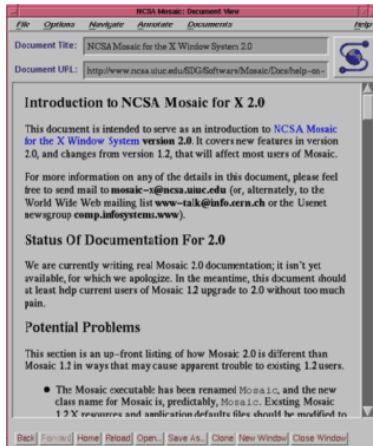 NCSA Mosaic: Document View
File Options Navigate Annotate Documents Help
Document Title: NCSA Mosaic for the X Window System 2.0
Document URL: http://www.ncsa.uiuc.edu/SDG/Software/Mosaic/Docs/help-on-
Introduction to NCSA Mosaic for X 2.0
This document is intended to serve as an introduction to NCSA Mosaic
for the X Window System version 2.0. It covers new features in version
2.0, and changes from version 1.2, that will affect most users of Mosaic.
For more information on any of the details in this document, please feel
free to send mail to mosaic-x@ncsa.uiuc.edu (or, alternately, to the
World Wide Web mailing list www-talk@info.cern.ch or the Usenet
newsgroup comp.infosystems.www).
Status Of Documentation For 2.0
We are currently writing real Mosaic 2.0 documentation; it isn't yet
available, for which we apologize. In the meantime, this document should
at least help current users of Mosaic 1.2 upgrade to 2.0 without too much
pain.
Potential Problems
This section is an up-front listing of how Mosaic 2.0 is different than
Mosaic 1.2 in ways that may cause apparent trouble to existing 1.2 users.
● The Mosaic executable has been renamed Mosaic, and the new
class name for Mosaic is, predictably, Mosaic. Existing Mosaic
1.2 X resources and application defaults files should be modified to
Back Forward Home Reload Open... Save As... Clone New Window Close Window